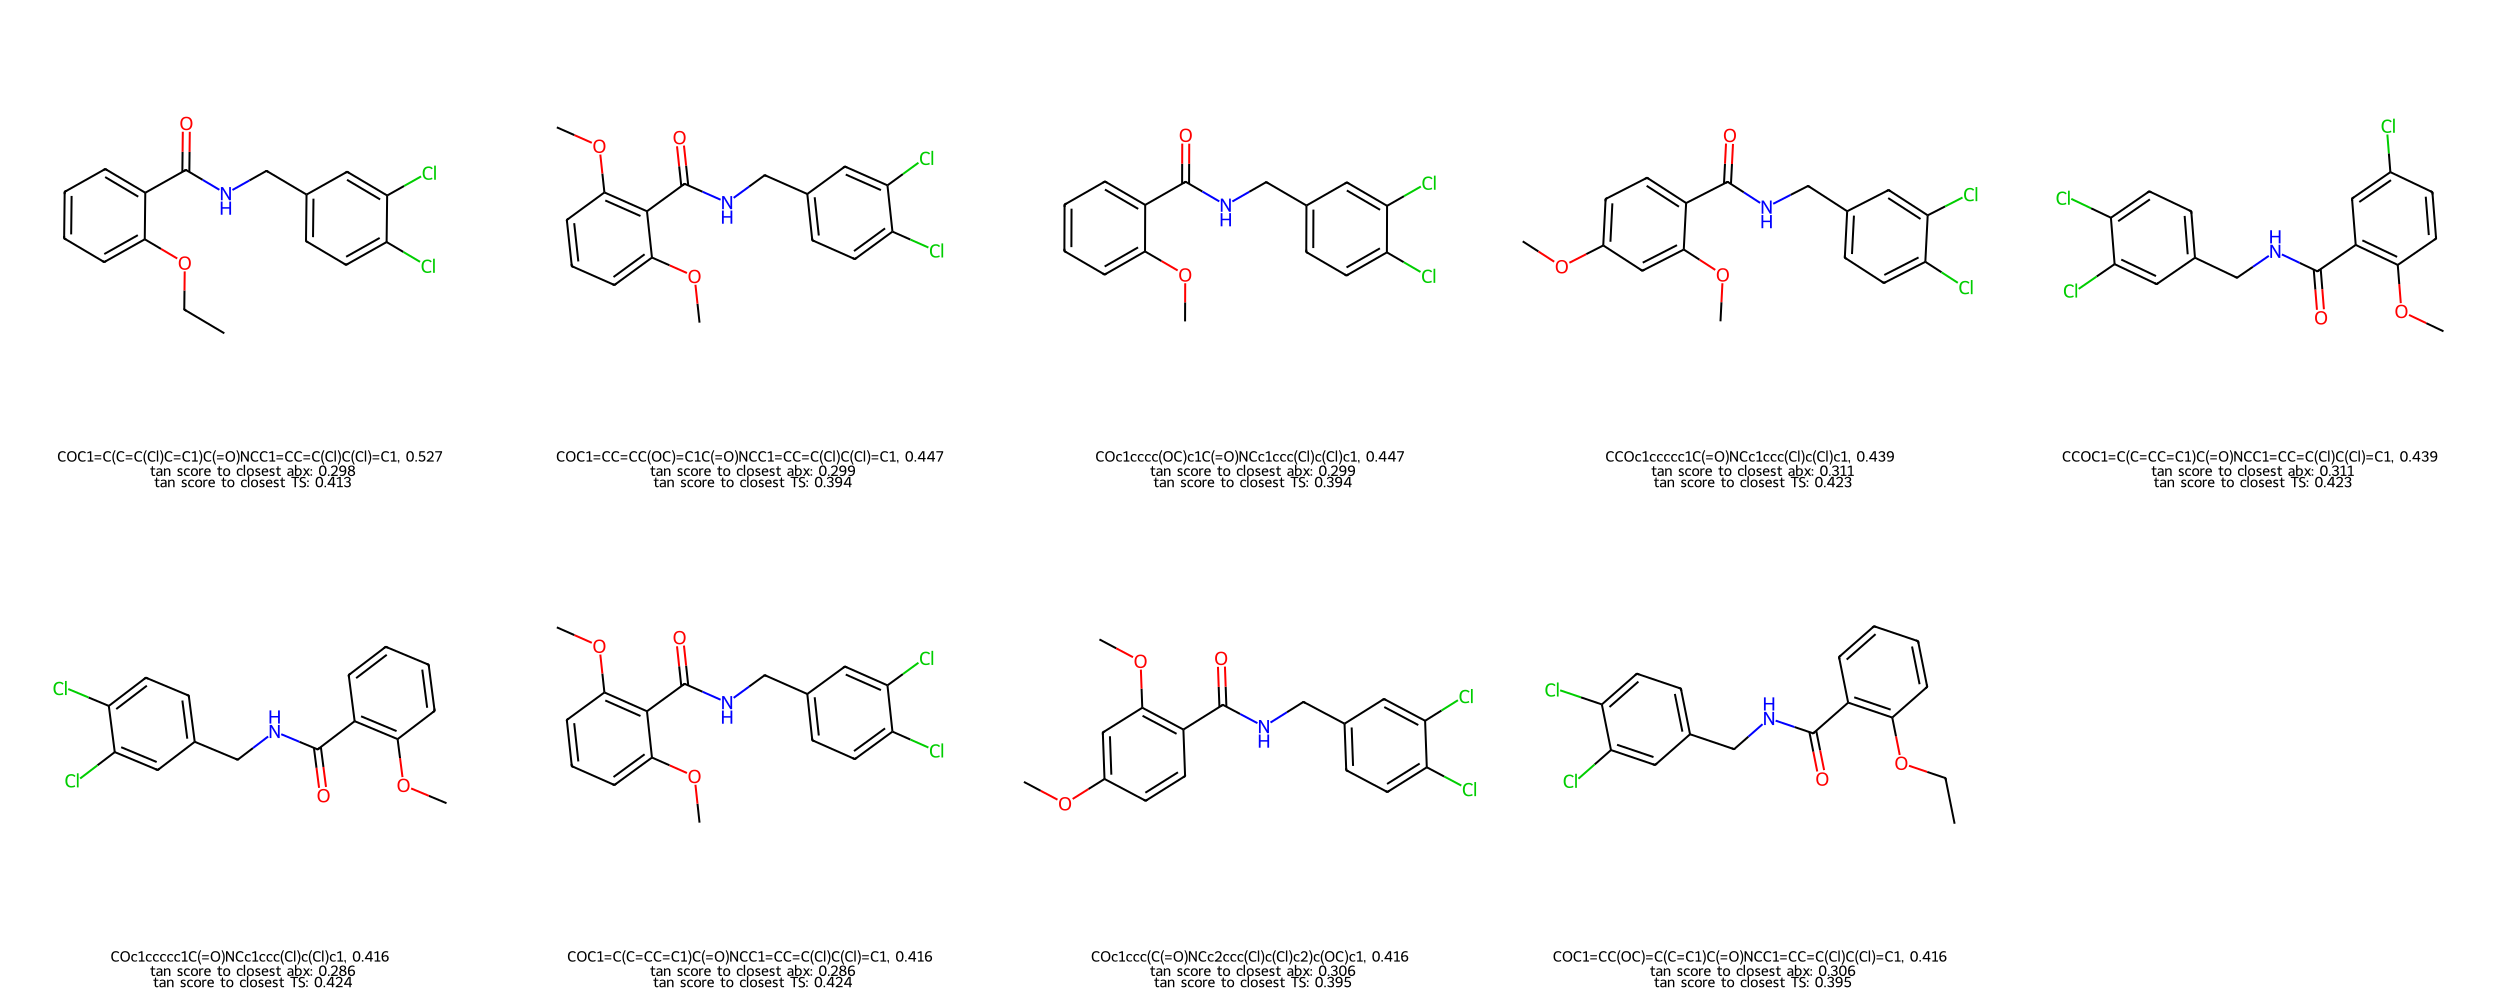 O
N
H
Cl
Cl
O
O
O
N
H
Cl
Cl
O
O
N
H
Cl
Cl
O
O
N
H
Cl
Cl
O
O
Cl
Cl
Cl
H
N
O
O
COC1=C(C=C(Cl)C=C1)C(=O)NCC1=CC=C(Cl)C(Cl)=C1, 0.527
tan score to closest abx: 0.298
tan score to closest TS: 0.413
COC1=CC=CC(OC)=C1C(=O)NCC1=CC=C(Cl)C(Cl)=C1, 0.447
tan score to closest abx: 0.299
tan score to closest TS: 0.394
COc1cccc(OC)c1C(=O)NCc1ccc(Cl)c(Cl)c1, 0.447
tan score to closest abx: 0.299
tan score to closest TS: 0.394
CCOc1ccccc1C(=O)NCc1ccc(Cl)c(Cl)c1, 0.439
tan score to closest abx: 0.311
tan score to closest TS: 0.423
CCOC1=C(C=CC=C1)C(=O)NCC1=CC=C(Cl)C(Cl)=C1, 0.439
tan score to closest abx: 0.311
tan score to closest TS: 0.423
Cl
Cl
H
N
O
O
O
O
N
H
Cl
Cl
O
O
O
N
H
Cl
Cl
O
Cl
Cl
H
N
O
O
COc1ccccc1C(=O)NCc1ccc(Cl)c(Cl)c1, 0.416
tan score to closest abx: 0.286
tan score to closest TS: 0.424
COC1=C(C=CC=C1)C(=O)NCC1=CC=C(Cl)C(Cl)=C1, 0.416
tan score to closest abx: 0.286
tan score to closest TS: 0.424
COc1ccc(C(=O)NCc2ccc(Cl)c(Cl)c2)c(OC)c1, 0.416
tan score to closest abx: 0.306
tan score to closest TS: 0.395
COC1=CC(OC)=C(C=C1)C(=O)NCC1=CC=C(Cl)C(Cl)=C1, 0.416
tan score to closest abx: 0.306
tan score to closest TS: 0.395